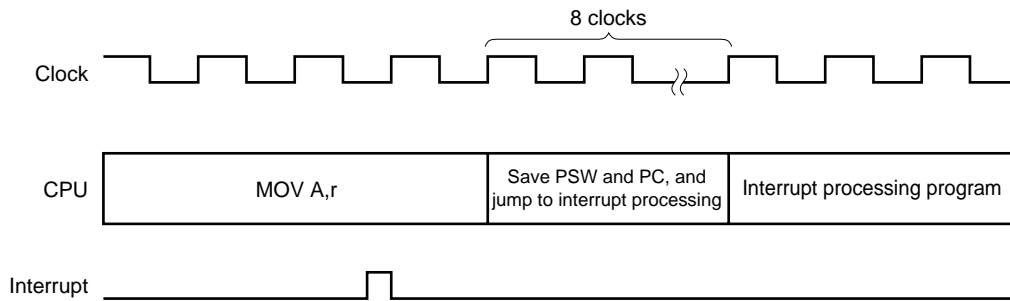 8 clocks
Clock
CPU
MOV A,r
Save PSW and PC, and
jump to interrupt processing
Interrupt processing program
Interrupt